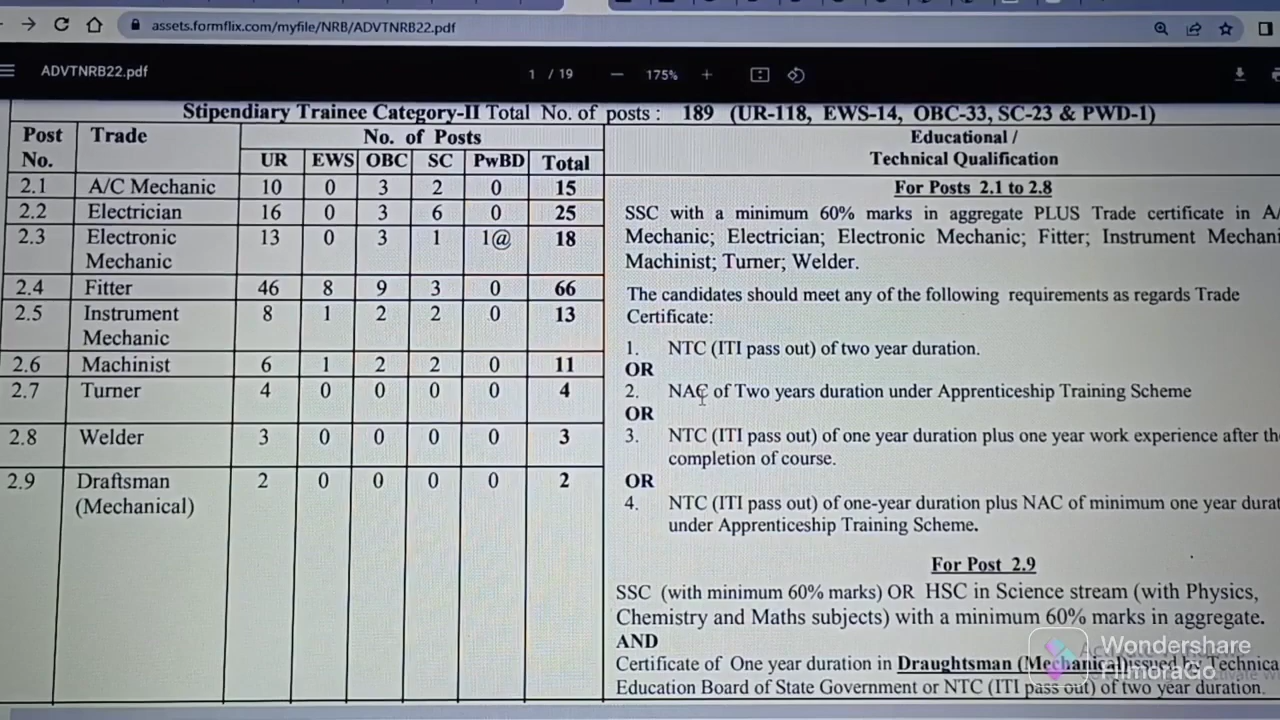 assets.formflix.com/myfile/NRB/ADVTNRB22.pdf
ADVTNRB22.pdf
1 / 19
175%
Stipendiary Trainee Category-II Total No. of posts : 189 (UR-118, EWS-14, OBC-33, SC-23 & PWD-1)
Post No. Trade No. of Posts Educational / Technical Qualification
UR EWS OBC SC PwBD Total
2.1 A/C Mechanic 10 0 3 2 0 15
2.2 Electrician 16 0 3 6 0 25
2.3 Electronic Mechanic 13 0 3 1 1@ 18
2.4 Fitter 46 8 9 3 0 66
2.5 Instrument Mechanic 8 1 2 2 0 13
2.6 Machinist 6 1 2 2 0 11
2.7 Turner 4 0 0 0 0 4
2.8 Welder 3 0 0 0 0 3
2.9 Draftsman (Mechanical) 2 0 0 0 0 2
For Posts 2.1 to 2.8
SSC with a minimum 60% marks in aggregate PLUS Trade certificate in A/
Mechanic; Electrician; Electronic Mechanic; Fitter; Instrument Mechani
Machinist; Turner; Welder.
The candidates should meet any of the following requirements as regards Trade
Certificate:
1. NTC (ITI pass out) of two year duration.
OR
2. NAC of Two years duration under Apprenticeship Training Scheme
OR
3. NTC (ITI pass out) of one year duration plus one year work experience after th
completion of course.
OR
4. NTC (ITI pass out) of one-year duration plus NAC of minimum one year durat
under Apprenticeship Training Scheme.
For Post 2.9
SSC (with minimum 60% marks) OR HSC in Science stream (with Physics,
Chemistry and Maths subjects) with a minimum 60% marks in aggregate.
AND
Certificate of One year duration in Draughtsman (Mechanical) issued by Technica
Education Board of State Government or NTC (ITI pass out) of two year duration.
Wondershare
FilmoraGo